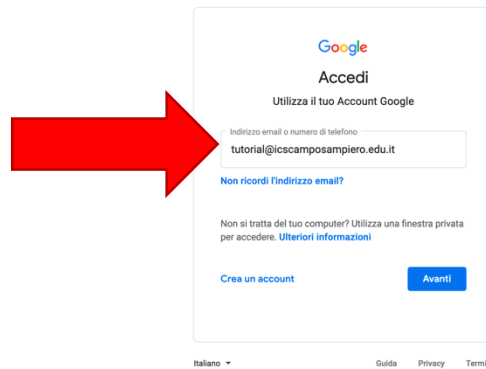 Google
Accedi
Utilizza il tuo Account Google
Indirizzo email o numero di telefono
tutorial@icscamposampiero.edu.it
Non ricordi l'indirizzo email?
Non si tratta del tuo computer? Utilizza una finestra privata
per accedere. Ulteriori informazioni
Crea un account Avanti
Italiano Guida Privacy Termi